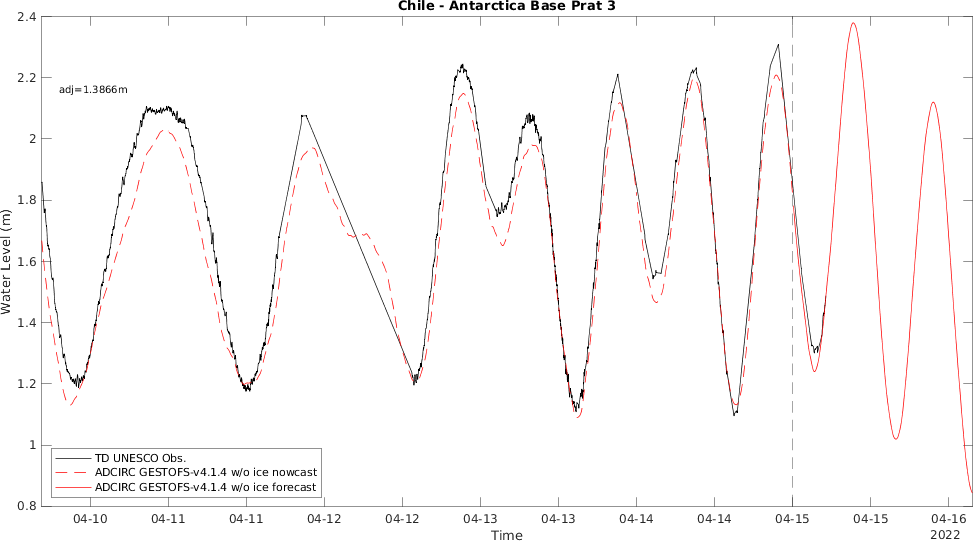 Chile - Antarctica Base Prat 3
adj=1.3866m
Water Level (m)
2.4
2.2
2
1.8
1.6
1.4
1.2
1
0.8
TD UNESCO Obs.
ADCIRC GESTOFS-v4.1.4 w/o ice nowcast
ADCIRC GESTOFS-v4.1.4 w/o ice forecast
04-10 04-11 04-11 04-12 04-12 04-13 04-13 04-14 04-14 04-15 04-15 04-16
Time
2022